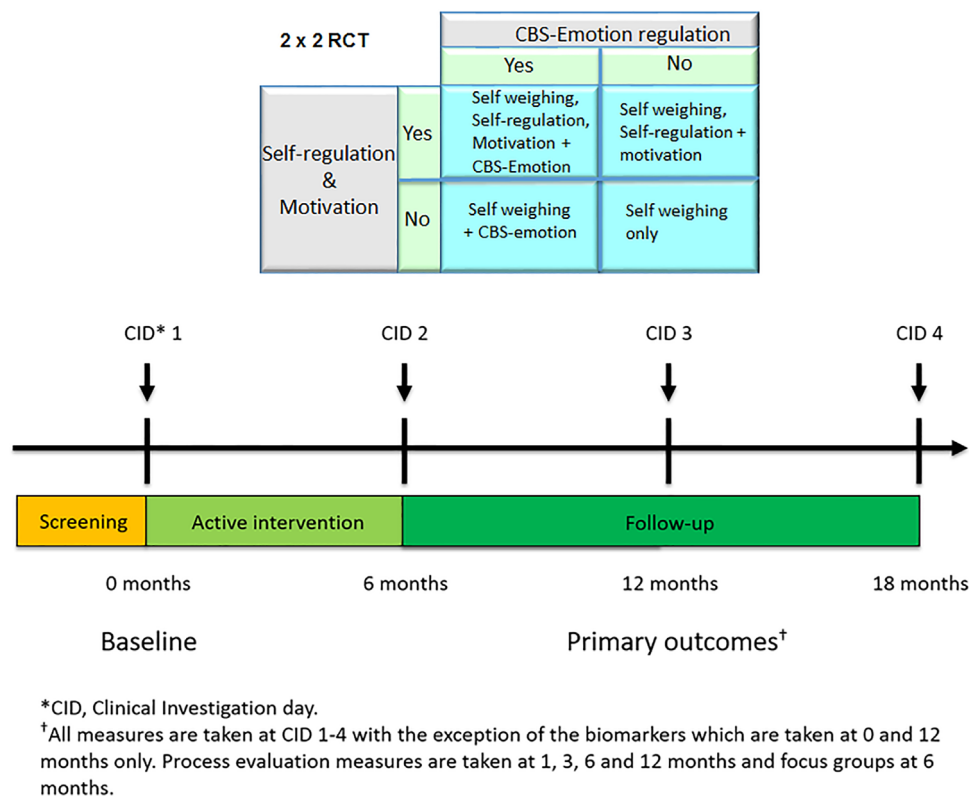 2 x 2 RCT
CBS-Emotion regulation
Yes
No
Self-regulation
&
Motivation
Yes
Self weighing,
Self-regulation,
Motivation +
CBS-Emotion
Self weighing,
Self-regulation +
motivation
No
Self weighing
+ CBS-emotion
Self weighing
only
CID* 1
CID 2
CID 3
CID 4
Screening
Active intervention
Follow-up
0 months
6 months
12 months
18 months
Baseline
Primary outcomes†
*CID, Clinical Investigation day.
†All measures are taken at CID 1-4 with the exception of the biomarkers which are taken at 0 and 12
months only. Process evaluation measures are taken at 1, 3, 6 and 12 months and focus groups at 6
months.